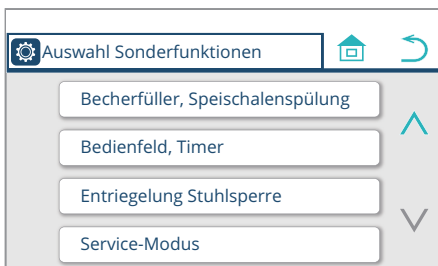 Auswahl Sonderfunktionen
Becherfüller, Speischalenspülung
Bedienfeld, Timer
Entriegelung Stuhlsperre
Service-Modus